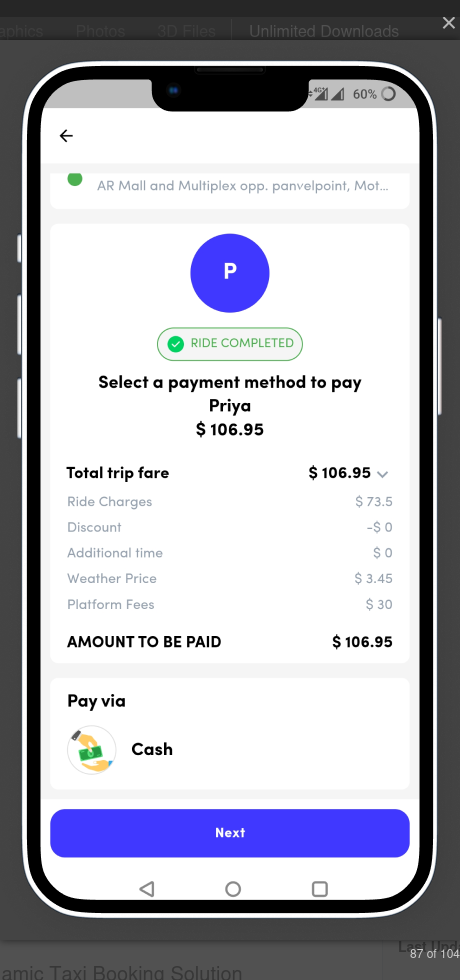 aphics Photos 3D Files Unlimited Downloads
4G 60%
AR Mall and Multiplex opp. panvelpoint, Mot...
P
RIDE COMPLETED
Select a payment method to pay
Priya
$ 106.95
Total trip fare $ 106.95
Ride Charges $ 73.5
Discount -$ 0
Additional time $ 0
Weather Price $ 3.45
Platform Fees $ 30
AMOUNT TO BE PAID $ 106.95
Pay via
Cash
Next
Last Upd
87 of 104
amic Taxi Booking Solution